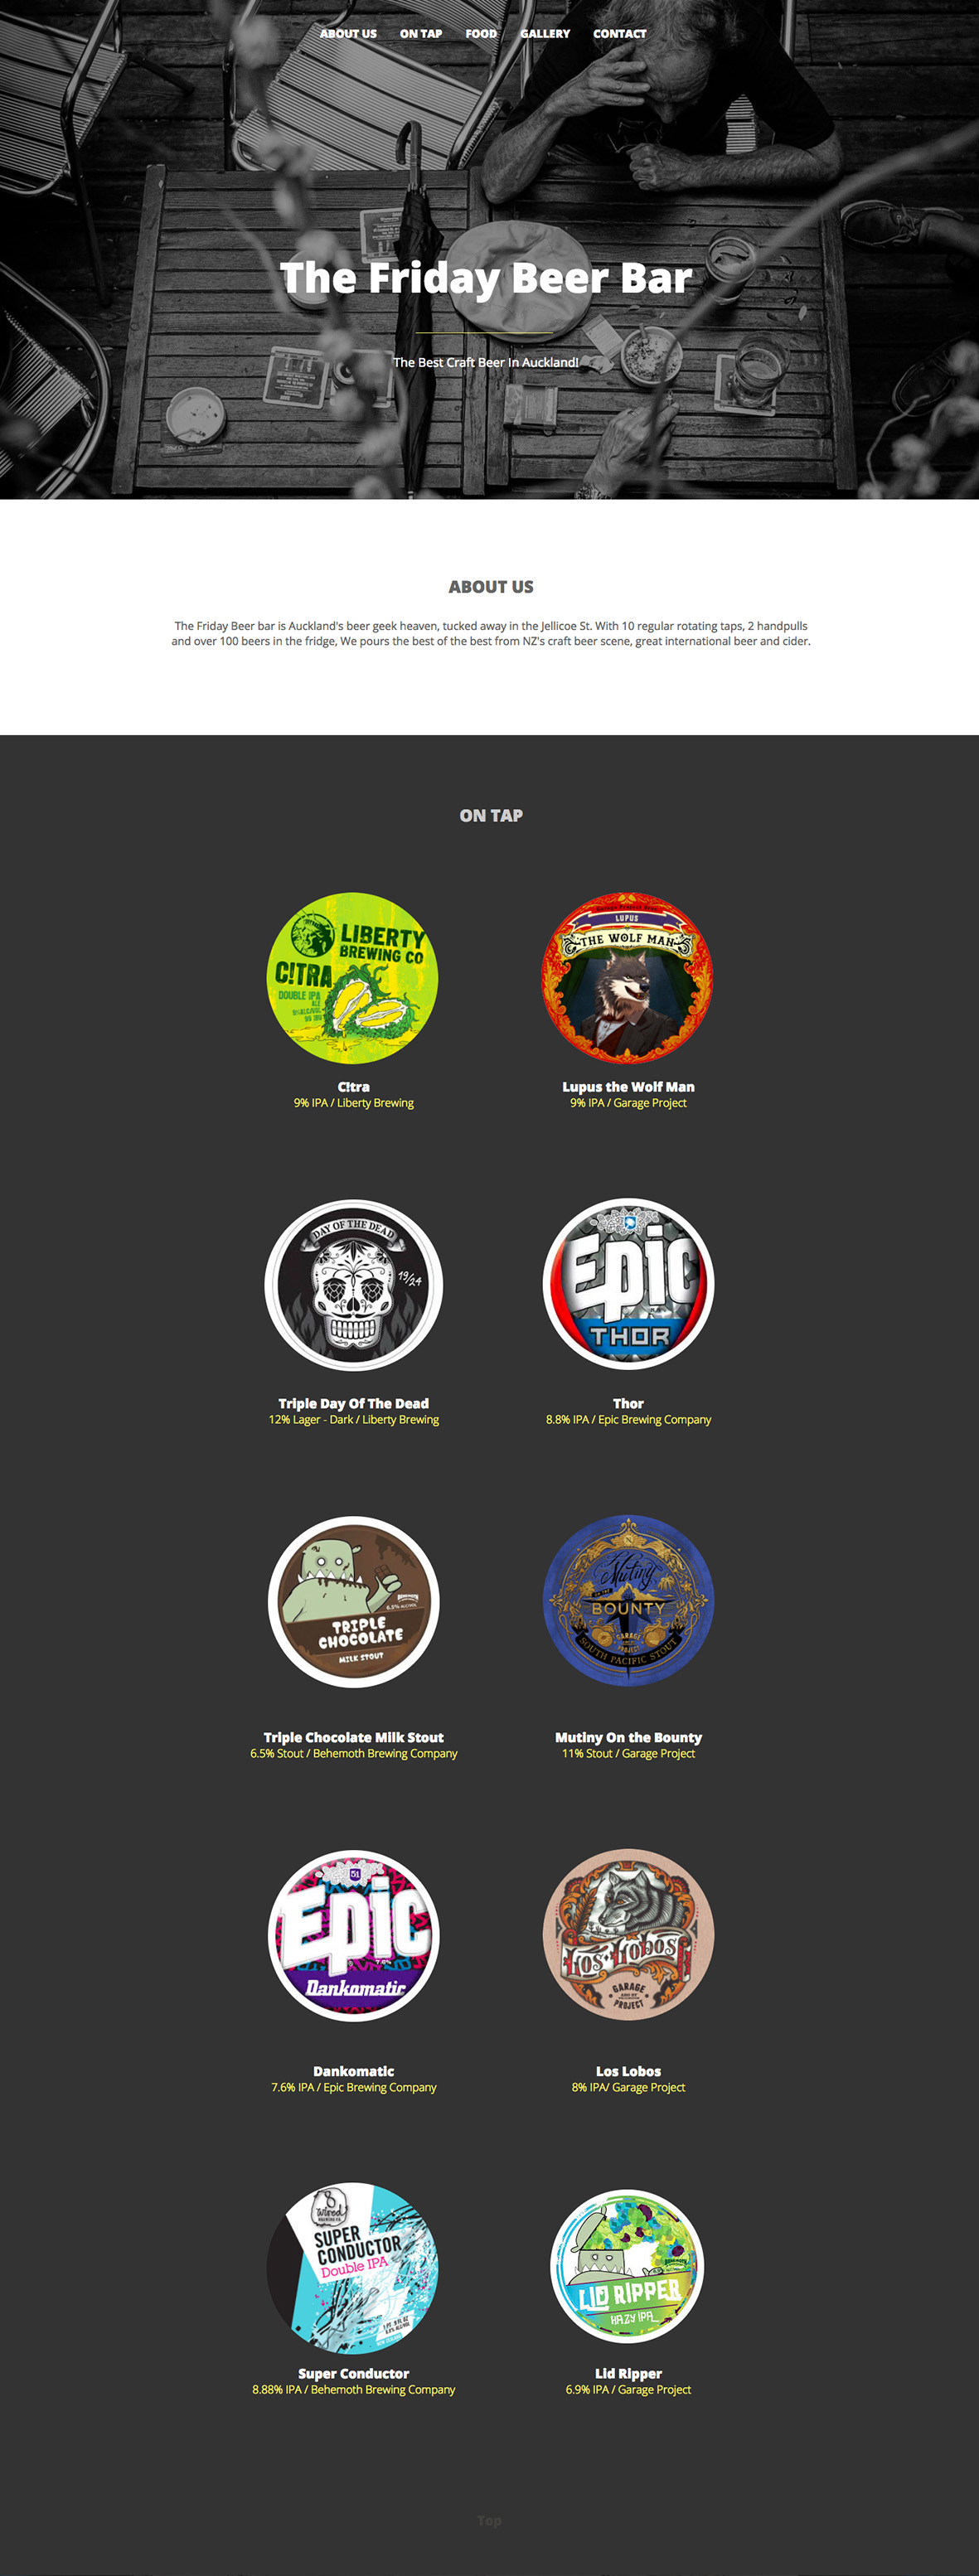 ABOUT US ON TAP FOOD GALLERY CONTACT
The Friday Beer Bar
The Best Craft Beer In Auckland!
ABOUT US
The Friday Beer bar is Auckland's beer geek heaven, tucked away in the Jellicoe St. With 10 regular rotating taps, 2 handpulls
and over 100 beers in the fridge, We pours the best of the best from NZ's craft beer scene, great international beer and cider.
ON TAP
LIBERTY
BREWING CO
C!TRA
DOUBLE IPA
LUPUS
THE WOLF MAN
C!tra
9% IPA / Liberty Brewing
Lupus the Wolf Man
9% IPA / Garage Project
DAY OF THE DEAD
19/24
Epic
THOR
Triple Day Of The Dead
12% Lager - Dark / Liberty Brewing
Thor
8.8% IPA / Epic Brewing Company
TRIPLE
CHOCOLATE
MILK STOUT
Mutiny
ON THE
BOUNTY
GARAGE
PROJECT
SOUTH PACIFIC STOUT
Triple Chocolate Milk Stout
6.5% Stout / Behemoth Brewing Company
Mutiny On the Bounty
11% Stout / Garage Project
51
Epic
7.6%
Dankomatic
Los Lobos
GARAGE
PROJECT
Dankomatic
7.6% IPA / Epic Brewing Company
Los Lobos
8% IPA/ Garage Project
8
wired
SUPER
CONDUCTOR
Double IPA
LID RIPPER
HAZY IPA
Super Conductor
8.88% IPA / Behemoth Brewing Company
Lid Ripper
6.9% IPA / Garage Project
Top